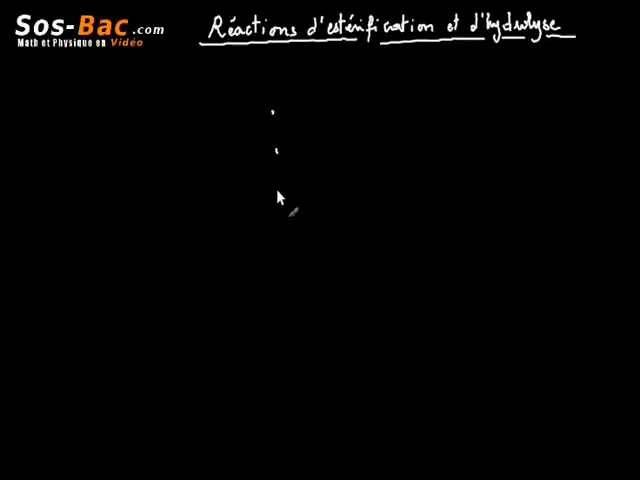 Sos-Bac.com
Math et Physique en Vidéo
Réactions d'estérification et d'hydrolyse